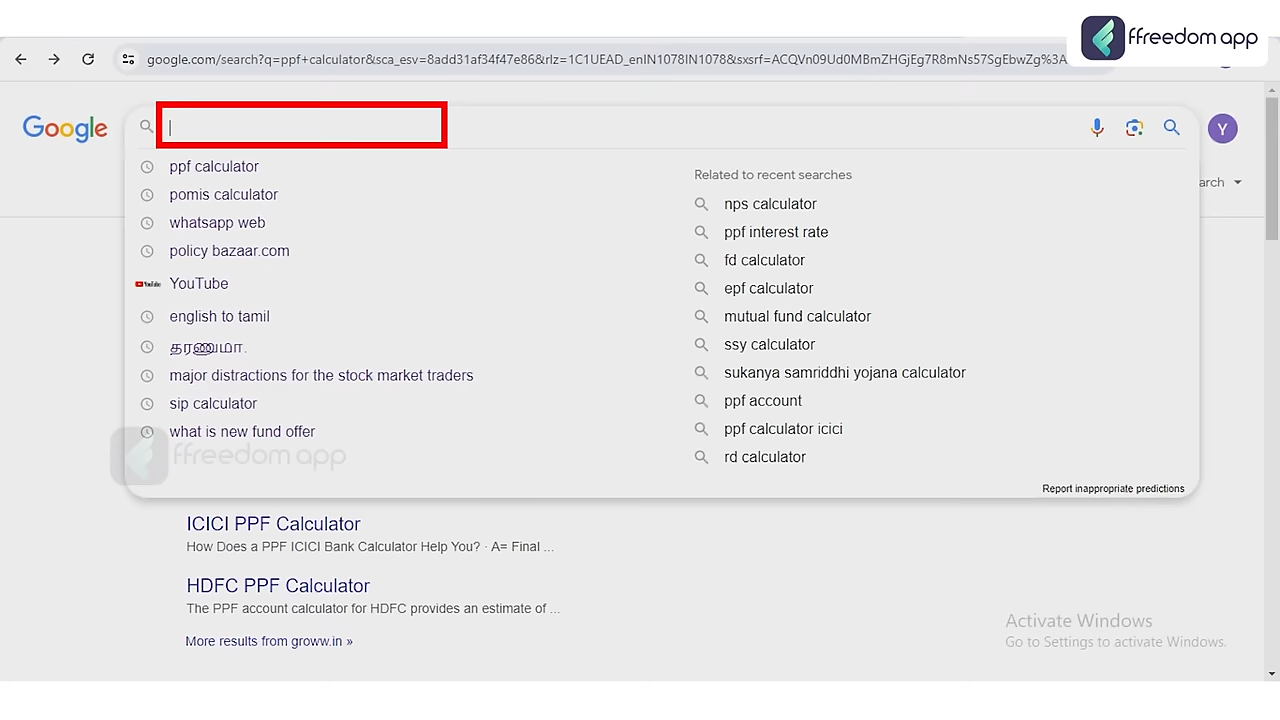 ffreedom app
google.com/search?q=ppf+calculator&sca_esv=8add31af34f47e86&rlz=1C1UEAD_enIN1078IN1078&sxsrf=ACQVn09Ud0MBmZHGjEg7R8mNs57SgEbwZg%3A
Google
Y
arch
ppf calculator
pomis calculator
whatsapp web
policy bazaar.com
YouTube
english to tamil
தரணுமா.
major distractions for the stock market traders
sip calculator
what is new fund offer
ffreedom app
Related to recent searches
nps calculator
ppf interest rate
fd calculator
epf calculator
mutual fund calculator
ssy calculator
sukanya samriddhi yojana calculator
ppf account
ppf calculator icici
rd calculator
Report inappropriate predictions
ICICI PPF Calculator
How Does a PPF ICICI Bank Calculator Help You? · A= Final ...
HDFC PPF Calculator
The PPF account calculator for HDFC provides an estimate of ...
More results from groww.in »
Activate Windows
Go to Settings to activate Windows.